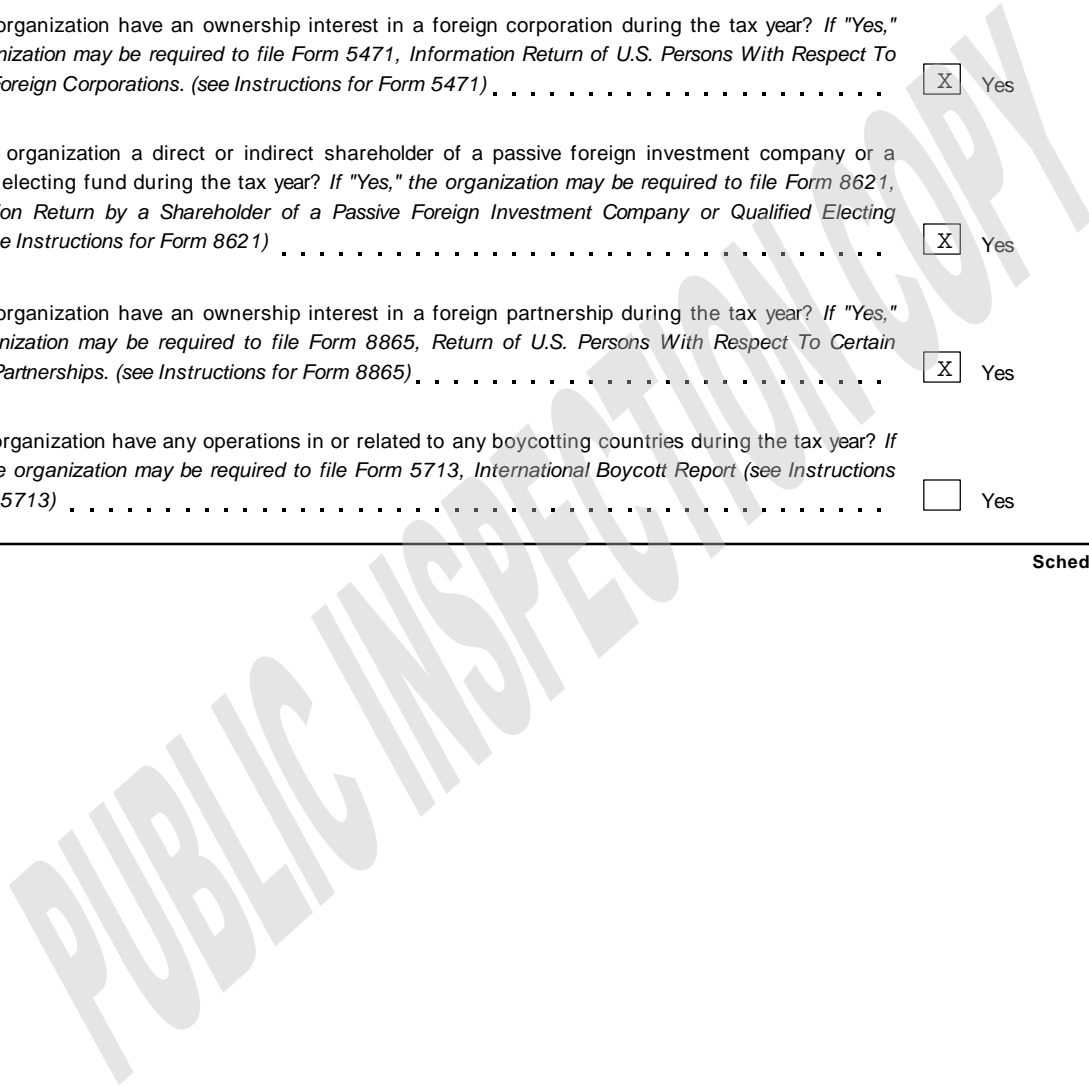 organization have an ownership interest in a foreign corporation during the tax year? If "Yes,"
nization may be required to file Form 5471, Information Return of U.S. Persons With Respect To
oreign Corporations. (see Instructions for Form 5471) X Yes
organization a direct or indirect shareholder of a passive foreign investment company or a
electing fund during the tax year? If "Yes," the organization may be required to file Form 8621,
on Return by a Shareholder of a Passive Foreign Investment Company or Qualified Electing
e Instructions for Form 8621) X Yes
organization have an ownership interest in a foreign partnership during the tax year? If "Yes,"
nization may be required to file Form 8865, Return of U.S. Persons With Respect To Certain
Partnerships. (see Instructions for Form 8865) X Yes
organization have any operations in or related to any boycotting countries during the tax year? If
e organization may be required to file Form 5713, International Boycott Report (see Instructions
5713) Yes
Sched
PUBLIC INSPECTION COPY